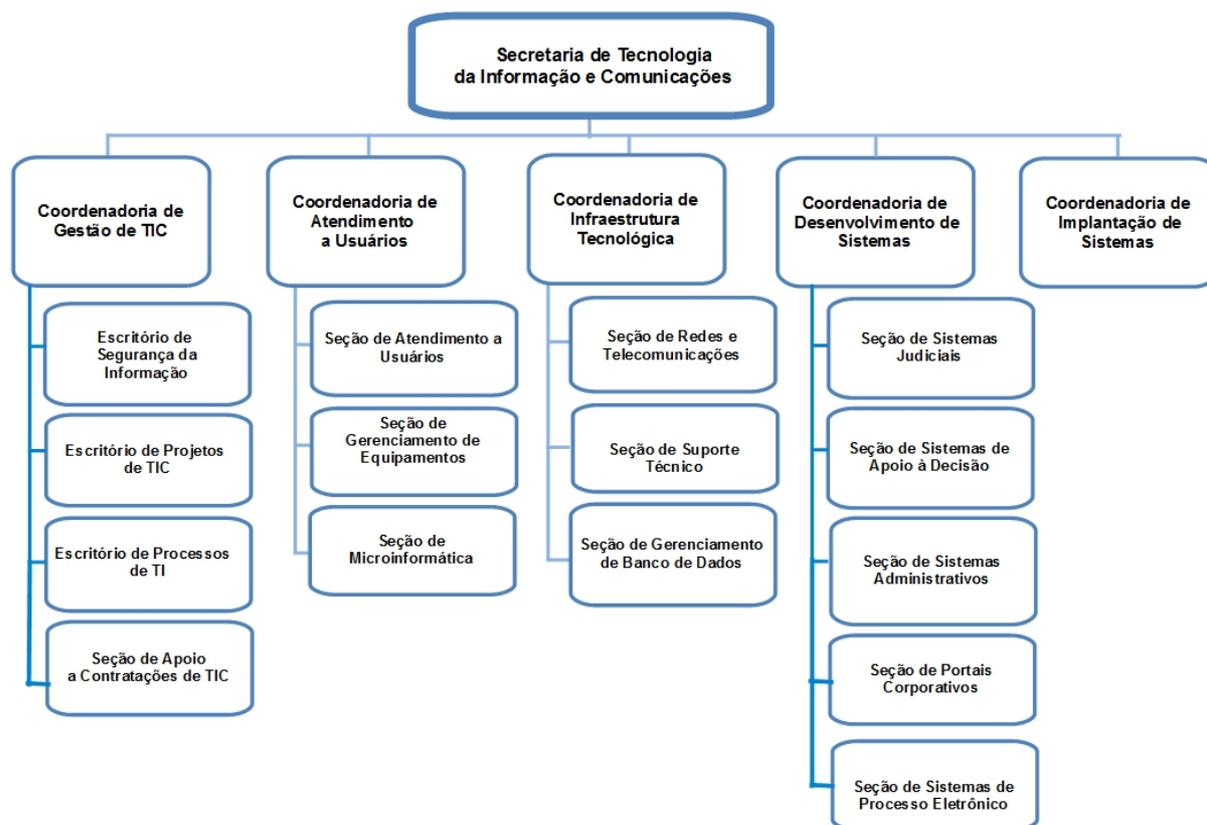 Secretaria de Tecnologia
da Informação e Comunicações
Coordenadoria de
Gestão de TIC
Coordenadoria de
Atendimento
a Usuários
Coordenadoria de
Infraestrutura
Tecnológica
Coordenadoria de
Desenvolvimento de
Sistemas
Coordenadoria de
Implantação de
Sistemas
Escritório de
Segurança da
Informação
Escritório de Projetos
de TIC
Escritório de Processos
de TI
Seção de Apoio
a Contratações de TIC
Seção de Atendimento a
Usuários
Seção de
Gerenciamento de
Equipamentos
Seção de
Microinformática
Seção de Redes e
Telecomunicações
Seção de Suporte
Técnico
Seção de Gerenciamento
de Banco de Dados
Seção de Sistemas
Judiciais
Seção de Sistemas de
Apoio à Decisão
Seção de Sistemas
Administrativos
Seção de Portais
Corporativos
Seção de Sistemas de
Processo Eletrônico